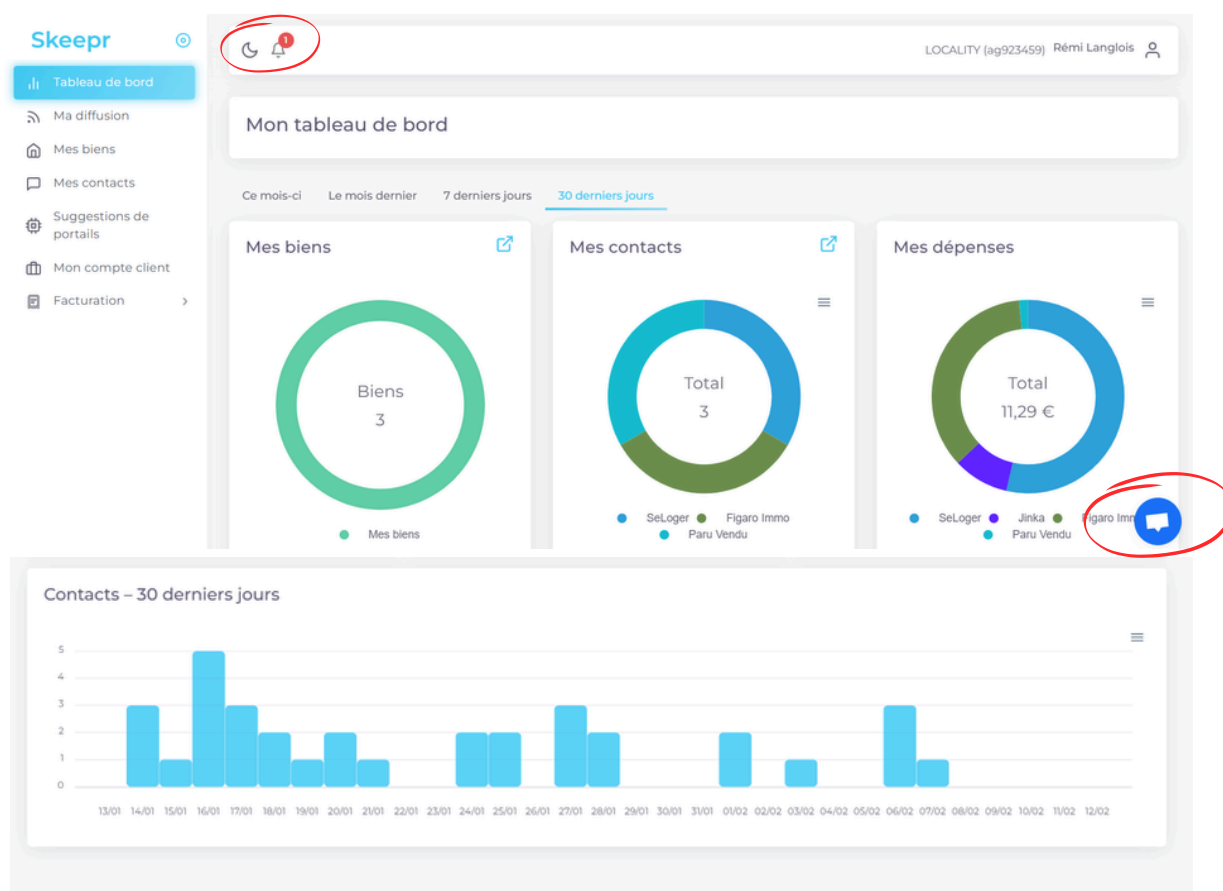 Skeepr
1
LOCALITY (ag923459) Rémi Langlois
Tableau de bord
Ma diffusion
Mes biens
Mes contacts
Suggestions de
portails
Mon compte client
Facturation
Mon tableau de bord
Ce mois-ci Le mois dernier 7 derniers jours 30 derniers jours
Mes biens
Biens
3
Mes biens
Mes contacts
Total
3
SeLoger Figaro Immo
Paru Vendu
Mes dépenses
Total
11,29 €
SeLoger Jinka Figaro Imm
Paru Vendu
Contacts – 30 derniers jours
5
4
3
2
1
0
13/01 14/01 15/01 16/01 17/01 18/01 19/01 20/01 21/01 22/01 23/01 24/01 25/01 26/01 27/01 28/01 29/01 30/01 31/01 01/02 02/02 03/02 04/02 05/02 06/02 07/02 08/02 09/02 10/02 11/02 12/02